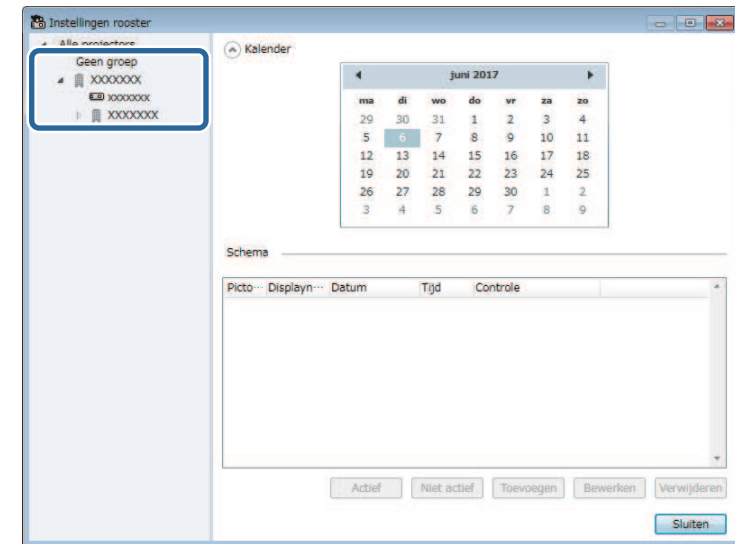 Instellingen rooster
Alle projectors
Geen groep
XXXXXXX
xxxxxxx
XXXXXXX
Kalender
juni 2017
ma di wo do vr za zo
29 30 31 1 2 3 4
5 6 7 8 9 10 11
12 13 14 15 16 17 18
19 20 21 22 23 24 25
26 27 28 29 30 1 2
3 4 5 6 7 8 9
Schema
Picto··· Displayn··· Datum Tijd Controle
Actief Niet actief Toevoegen Bewerken Verwijderen
Sluiten